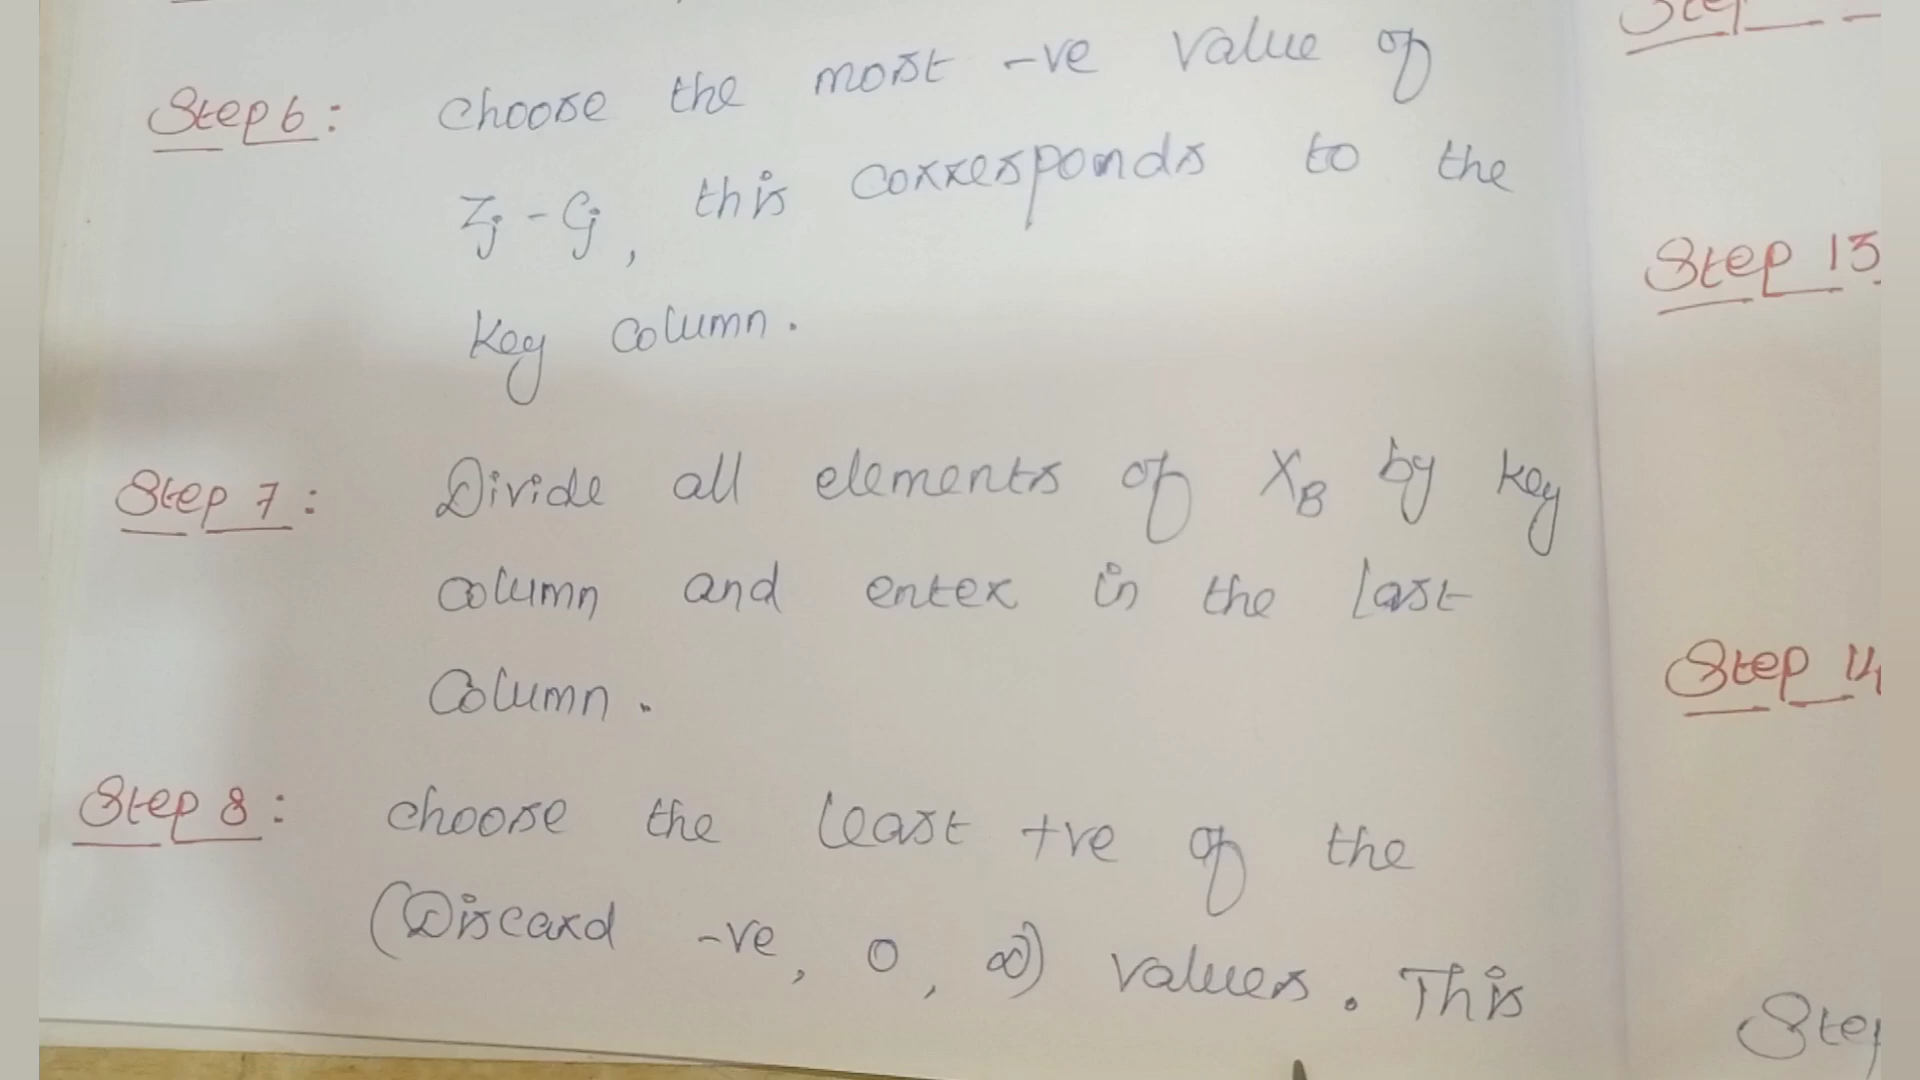 Step 6: choose the most -ve value of
Zj - Cj, this corresponds to the
key column.
Step 7: Divide all elements of XB by key
column and enter in the last
column.
Step 8: choose the least +ve of the
(Discard -ve, 0, ∞) values. This
Step
Step 13
Step 14
Step